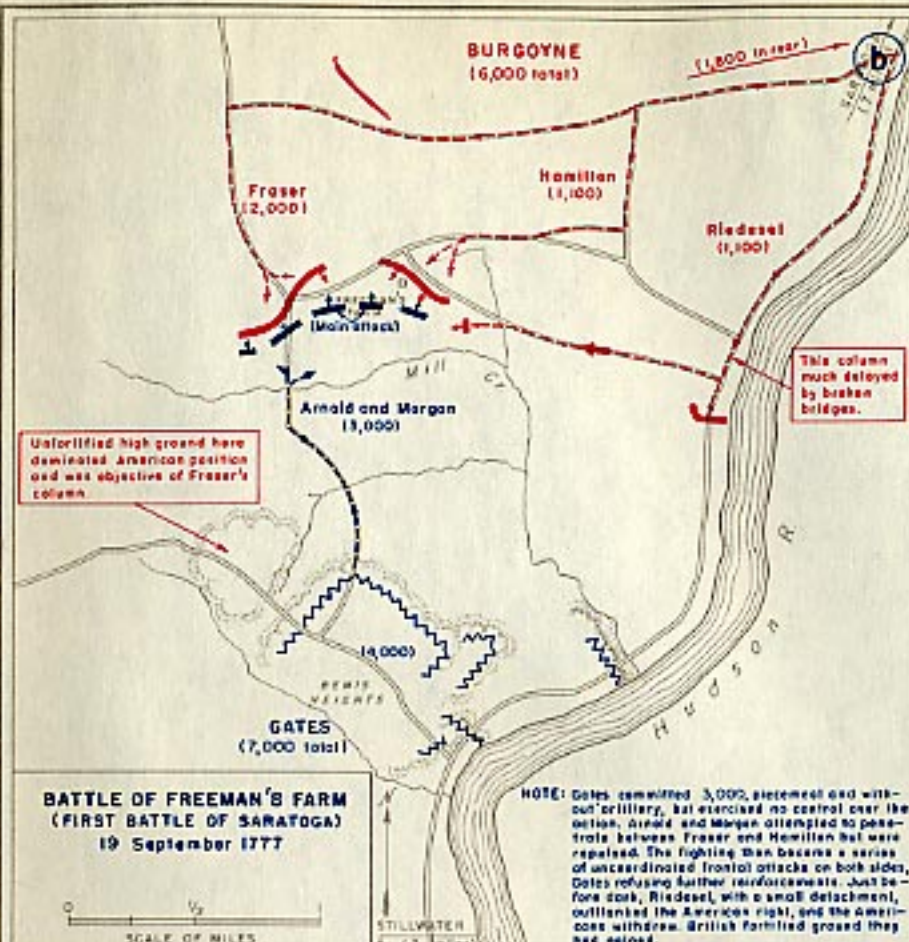 BURGOYNE
(6,000 total)
(1,800 in rear)
b
Fraser
(2,000)
Hamilton
(1,100)
Riedesel
(1,100)
(Main attack)
Mill
Arnold and Morgan
(3,000)
This column
much delayed
by broken
bridges.
Unfortified high ground here
dominated American position
and was objective of Fraser's
column
(4,000)
BEMIS
HEIGHTS
GATES
(7,000 total)
Hudson R
BATTLE OF FREEMAN'S FARM
(FIRST BATTLE OF SARATOGA)
19 September 1777
0 1/2
SCALE OF MILES
STILLWATER
NOTE: Gates committed 3,000, piecemeal and with-
out artillery, but exercised no control over the
action. Arnold and Morgan attempted to pene-
trate between Fraser and Hamilton but were
repulsed. The fighting then became a series
of uncoordinated frontal attacks on both sides,
Gates refusing further reinforcements. Just be-
fore dark, Riedesel, with a small detachment,
outflanked the American right, and the Ameri-
cans withdrew. British fortified ground they
had gained